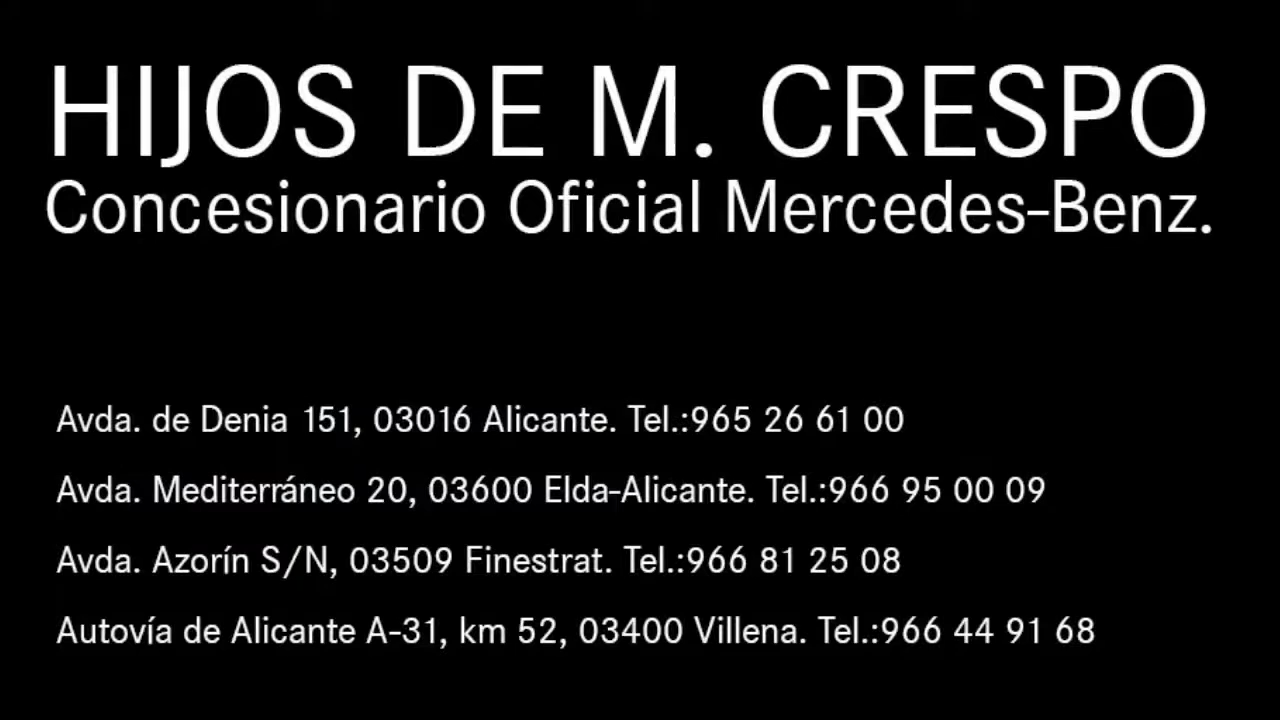 HIJOS DE M. CRESPO
Concesionario Oficial Mercedes-Benz.
Avda. de Denia 151, 03016 Alicante. Tel.:965 26 61 00
Avda. Mediterráneo 20, 03600 Elda-Alicante. Tel.:966 95 00 09
Avda. Azorín S/N, 03509 Finestrat. Tel.:966 81 25 08
Autovía de Alicante A-31, km 52, 03400 Villena. Tel.:966 44 91 68